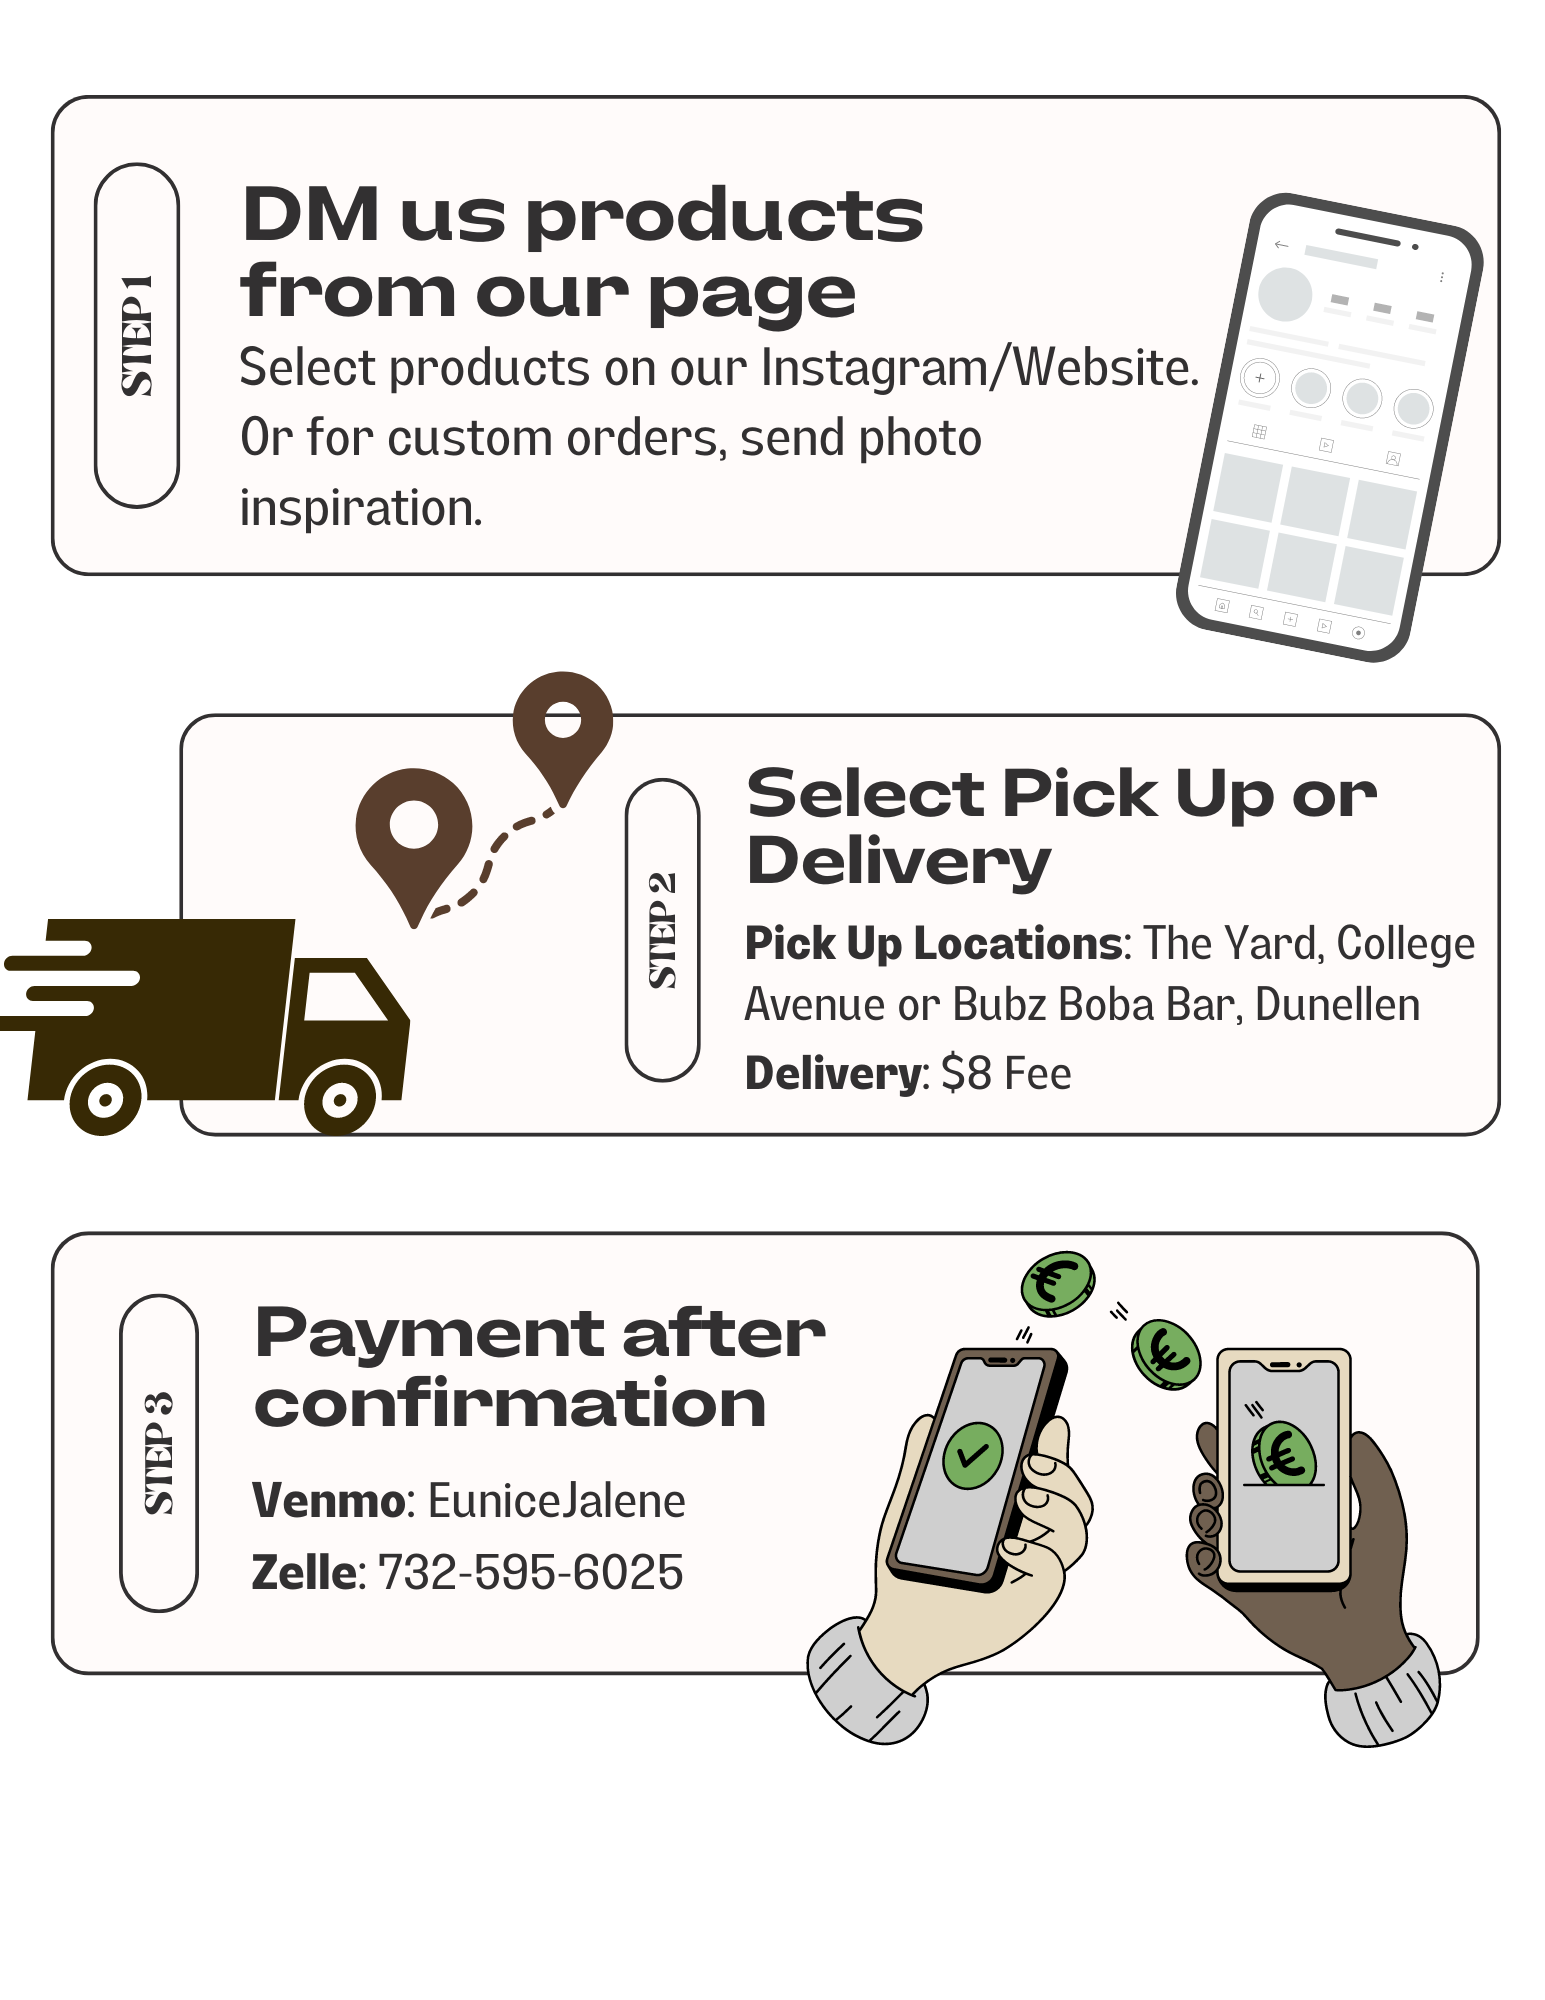 STEP 1
DM us products
from our page
Select products on our Instagram/Website.
Or for custom orders, send photo
inspiration.
STEP 2
Select Pick Up or
Delivery
Pick Up Locations: The Yard, College
Avenue or Bubz Boba Bar, Dunellen
Delivery: $8 Fee
STEP 3
Payment after
confirmation
Venmo: EuniceJalene
Zelle: 732-595-6025
€
€
€